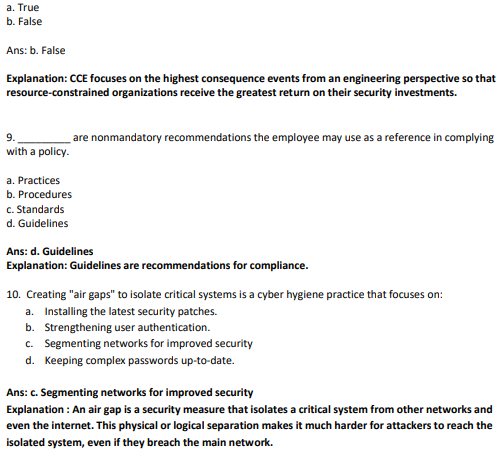 a. True
b. False
Ans: b. False
Explanation: CCE focuses on the highest consequence events from an engineering perspective so that
resource-constrained organizations receive the greatest return on their security investments.
9. __________ are nonmandatory recommendations the employee may use as a reference in complying
with a policy.
a. Practices
b. Procedures
c. Standards
d. Guidelines
Ans: d. Guidelines
Explanation: Guidelines are recommendations for compliance.
10. Creating "air gaps" to isolate critical systems is a cyber hygiene practice that focuses on:
a. Installing the latest security patches.
b. Strengthening user authentication.
c. Segmenting networks for improved security
d. Keeping complex passwords up-to-date.
Ans: c. Segmenting networks for improved security
Explanation : An air gap is a security measure that isolates a critical system from other networks and
even the internet. This physical or logical separation makes it much harder for attackers to reach the
isolated system, even if they breach the main network.